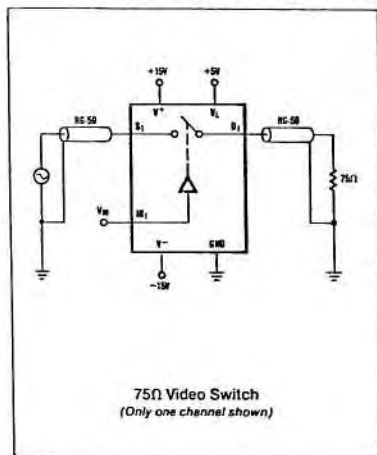 +15V +5V
V+ VL
RG-59 RG-59
S1 D1
75Ω
VIN IN1
V− GND
−15V
75Ω Video Switch
(Only one channel shown)